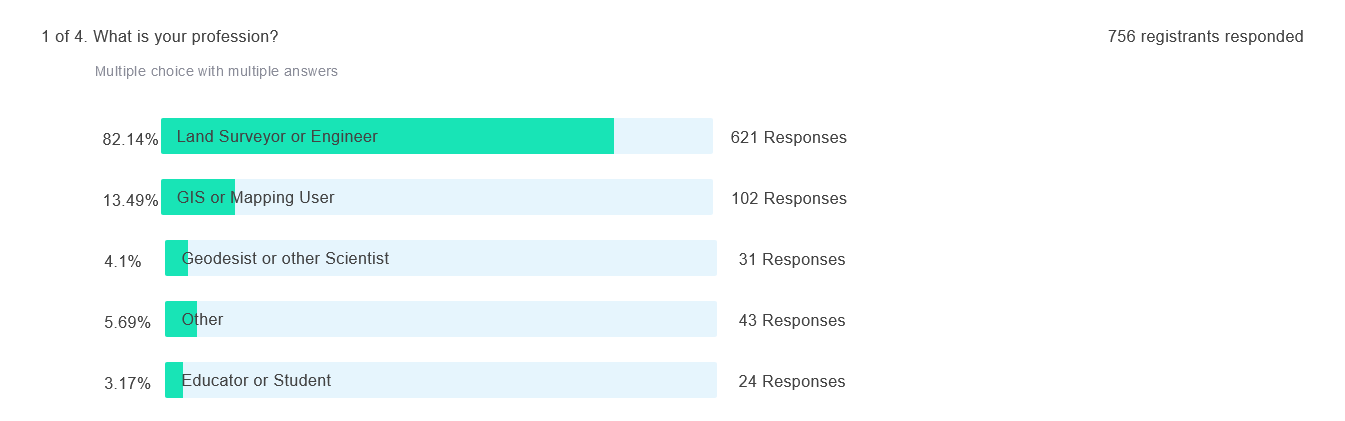 1 of 4. What is your profession? 756 registrants responded
Multiple choice with multiple answers
82.14% Land Surveyor or Engineer 621 Responses
13.49% GIS or Mapping User 102 Responses
4.1% Geodesist or other Scientist 31 Responses
5.69% Other 43 Responses
3.17% Educator or Student 24 Responses